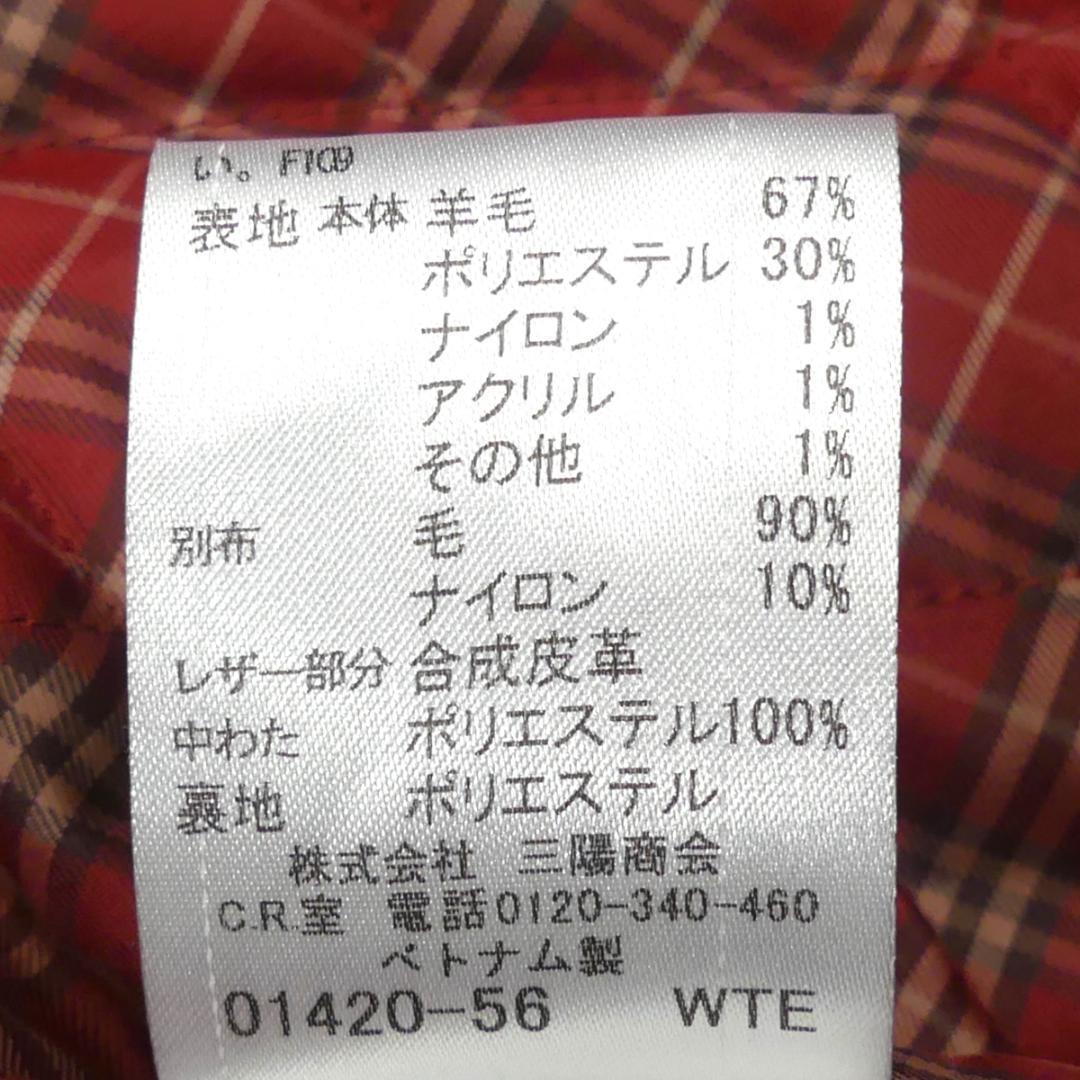 い。F109
表地 本体 羊毛 67%
ポリエステル 30%
ナイロン 1%
アクリル 1%
その他 1%
別布 毛 90%
ナイロン 10%
レザー部分 合成皮革
中わた ポリエステル100%
裏地 ポリエステル
株式会社 三陽商会
C.R.室 電話0120-340-460
ベトナム製
01420-56 WTE